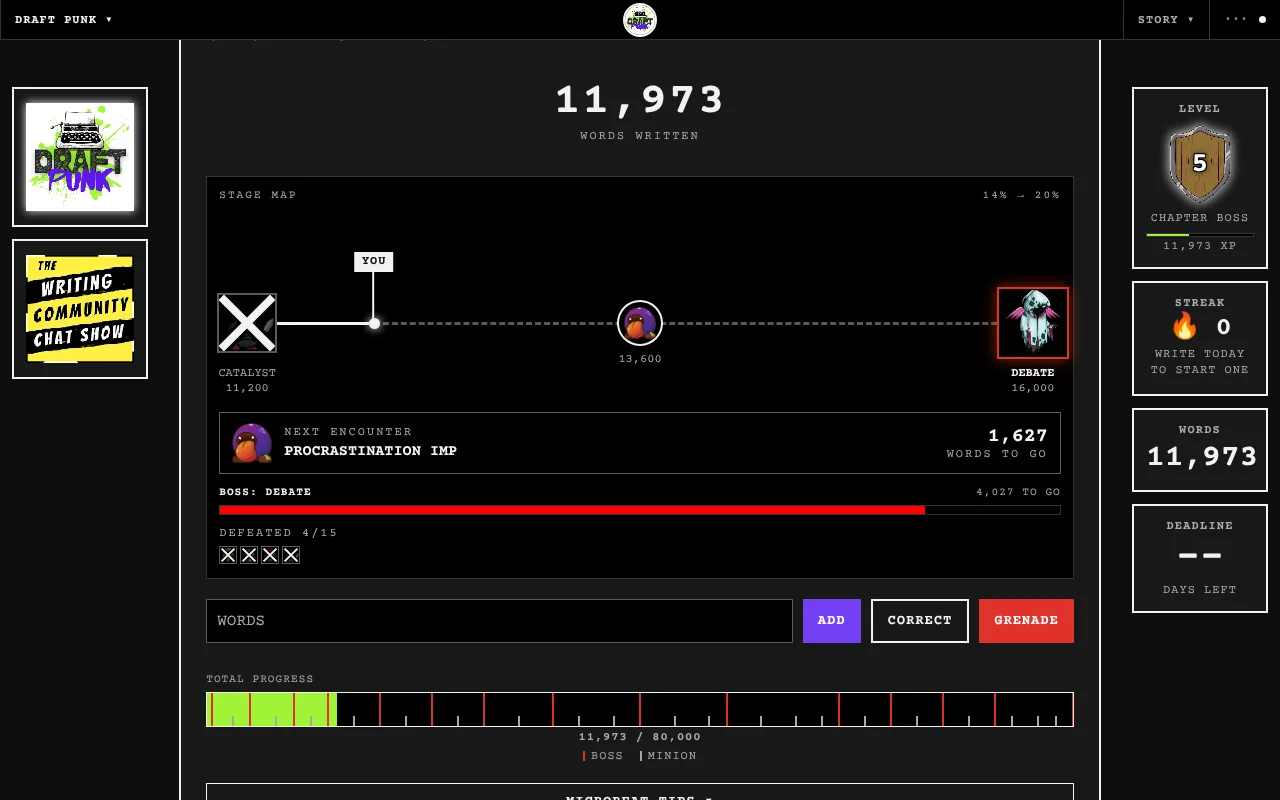 DRAFT PUNK ▾
DRAFT
PUNK
STORY ▾
...
DRAFT
PUNK
THE
WRITING
COMMUNITY
CHAT SHOW
11,973
WORDS WRITTEN
STAGE MAP
14% → 20%
YOU
13,600
CATALYST
11,200
DEBATE
16,000
NEXT ENCOUNTER
PROCRASTINATION IMP
1,627
WORDS TO GO
BOSS: DEBATE
4,027 TO GO
DEFEATED 4/15
WORDS
ADD
CORRECT
GRENADE
TOTAL PROGRESS
11,973 / 80,000
BOSS
MINION
LEVEL
5
CHAPTER BOSS
11,973 XP
STREAK
0
WRITE TODAY
TO START ONE
WORDS
11,973
DEADLINE
——
DAYS LEFT